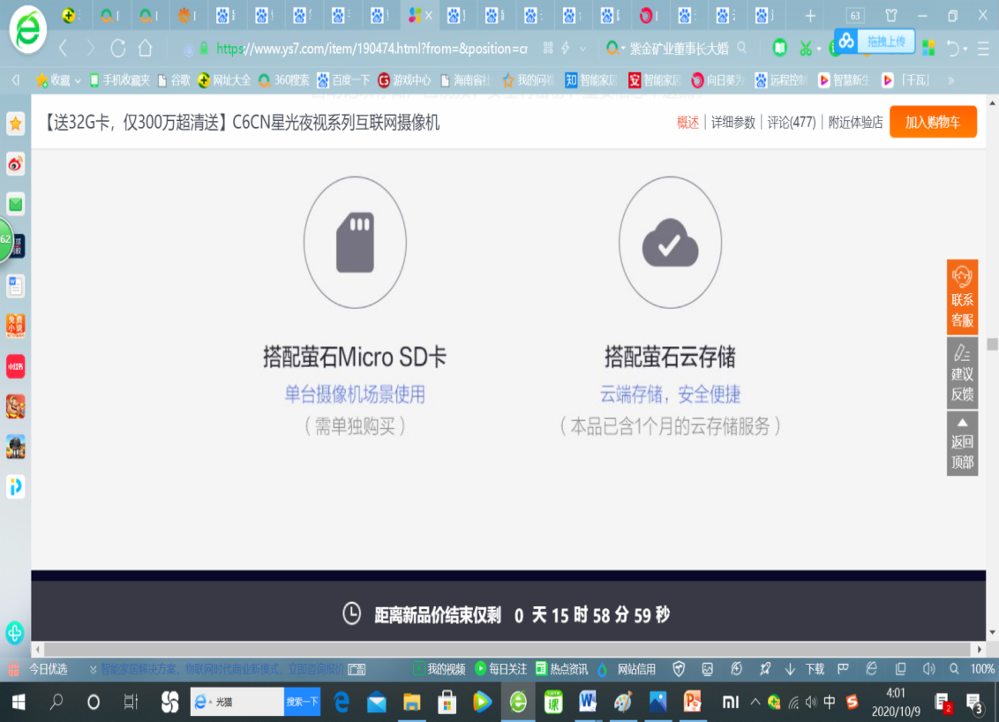 63
https://www.ys7.com/item/190474.html?from=&position=cr
紫金矿业董事长大婚
拖拽上传
收藏
手机收藏夹
谷歌
网址大全
360搜索
百度一下
游戏中心
海南省社
我的问卷
智能家居
智能家居
向日葵
远程控制
智慧新生
「千瓦」
【送32G卡，仅300万超清送】C6CN星光夜视系列互联网摄像机
概述
详细参数
评论(477)
附近体验店
加入购物车
62
免费
小说
小红书
搭配萤石Micro SD卡
搭配萤石云存储
单台摄像机场景使用
云端存储，安全便捷
（需单独购买）
（本品已含1个月的云存储服务）
联系
客服
建议
反馈
返回
顶部
距离新品价结束仅剩 0 天 15 时 58 分 59 秒
今日优选
智能家居解决方案，物联网时代商业新模式，立即咨询报价
我的视频
每日关注
热点资讯
网站信用
下载
100%
光猫
搜索一下
课
中
4:01
2020/10/9
2
3